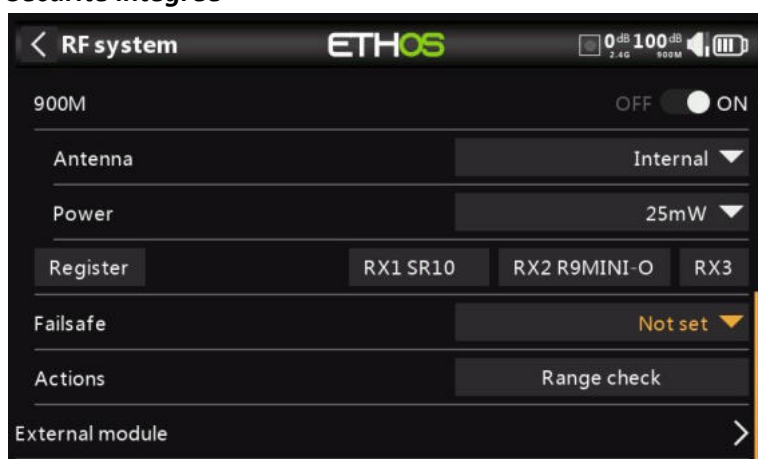 < RF system ETHOS 0dB 2.4G 100dB 900M
900M OFF ON
Antenna Internal
Power 25mW
Register RX1 SR10 RX2 R9MINI-O RX3
Failsafe Not set
Actions Range check
External module >